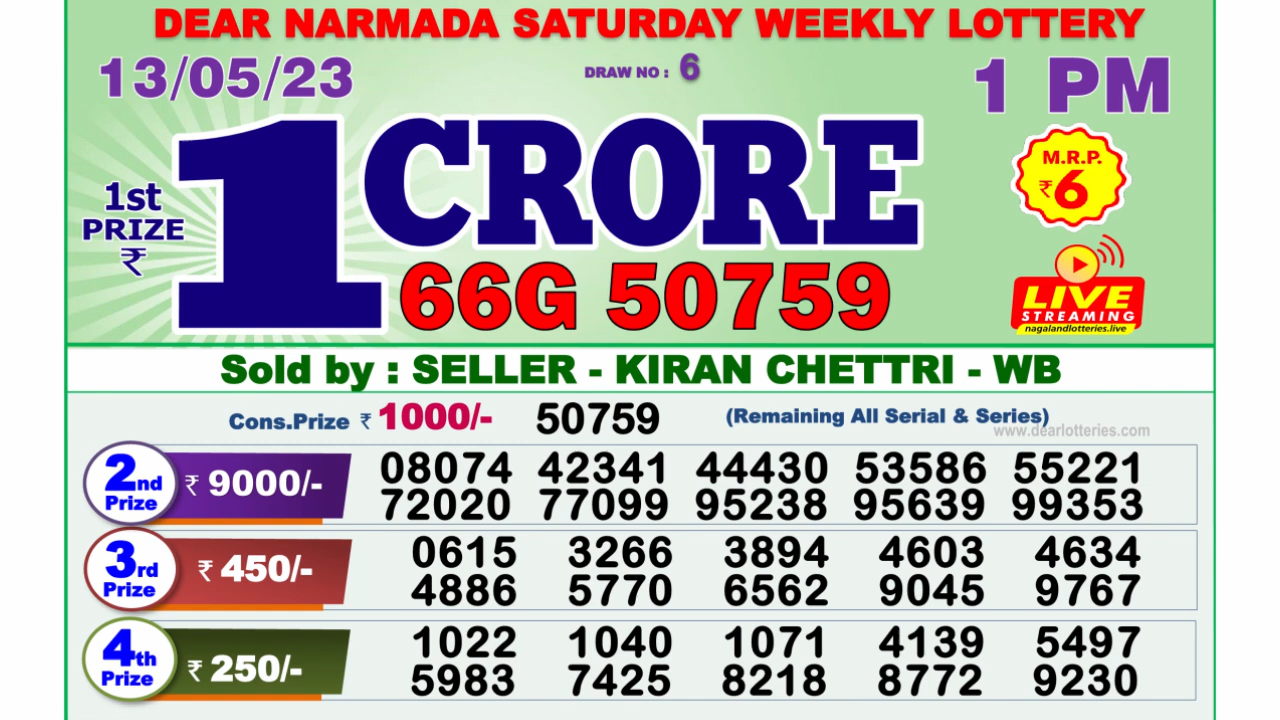 DEAR NARMADA SATURDAY WEEKLY LOTTERY
13/05/23
DRAW NO : 6
1 PM
1st
PRIZE
₹
1 CRORE
66G 50759
M.R.P.
₹6
LIVE
STREAMING
nagalandlotteries.live
Sold by : SELLER - KIRAN CHETTRI - WB
Cons.Prize ₹ 1000/- 50759 (Remaining All Serial & Series)
www.dearlotteries.com
2nd Prize ₹ 9000/-
08074 42341 44430 53586 55221
72020 77099 95238 95639 99353
3rd Prize ₹ 450/-
0615 3266 3894 4603 4634
4886 5770 6562 9045 9767
4th Prize ₹ 250/-
1022 1040 1071 4139 5497
5983 7425 8218 8772 9230